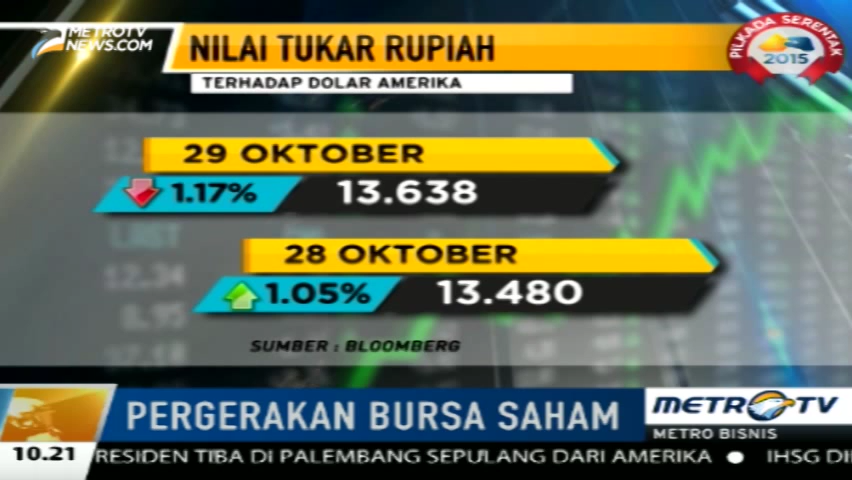 METROTV
NEWS.COM
NILAI TUKAR RUPIAH
TERHADAP DOLAR AMERIKA
PILKADA SERENTAK
2015
29 OKTOBER
1.17% 13.638
28 OKTOBER
1.05% 13.480
SUMBER : BLOOMBERG
PERGERAKAN BURSA SAHAM
METRO TV
METRO BISNIS
10.21 RESIDEN TIBA DI PALEMBANG SEPULANG DARI AMERIKA ● IHSG DI